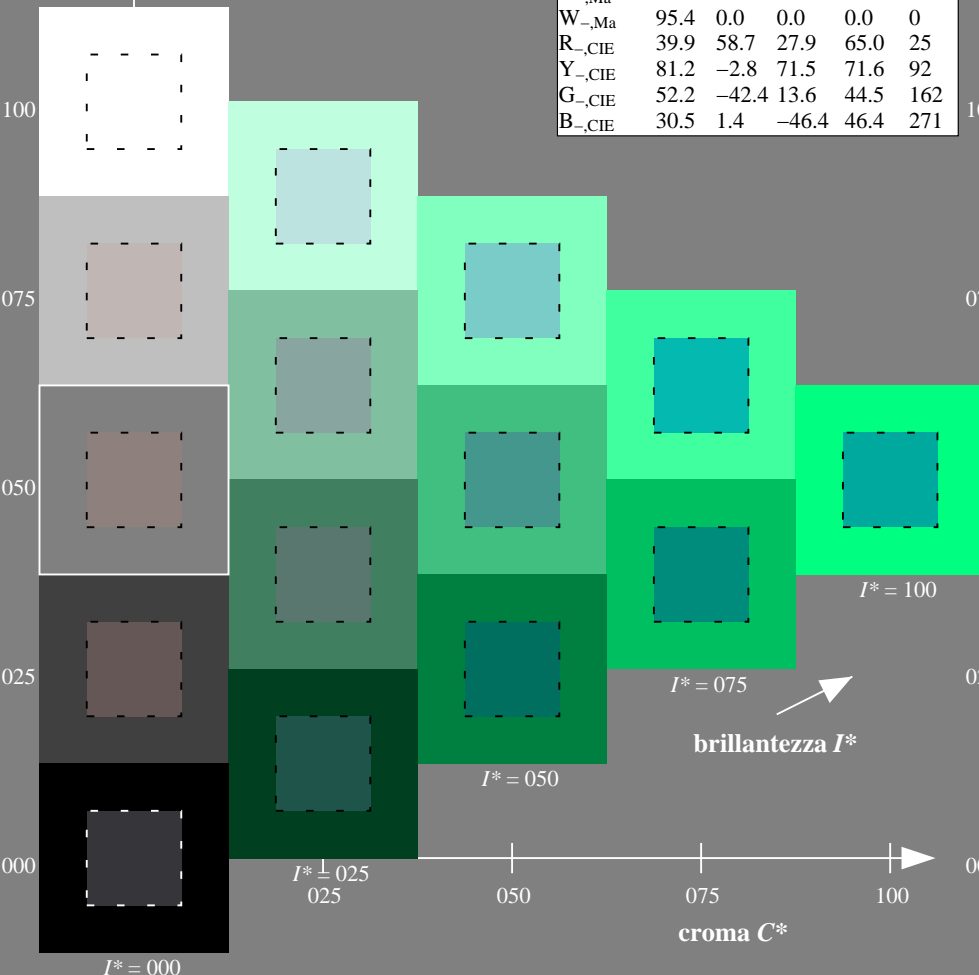 W–,Ma 95.4 0.0 0.0 0.0 0
R–,CIE 39.9 58.7 27.9 65.0 25
Y–,CIE 81.2 −2.8 71.5 71.6 92
G–,CIE 52.2 −42.4 13.6 44.5 162
B–,CIE 30.5 1.4 −46.4 46.4 271
100
075
050
I* = 100
025
I* = 075
brillantezza I*
I* = 050
000
I* = 025
025 050 075 100
croma C*
I* = 000